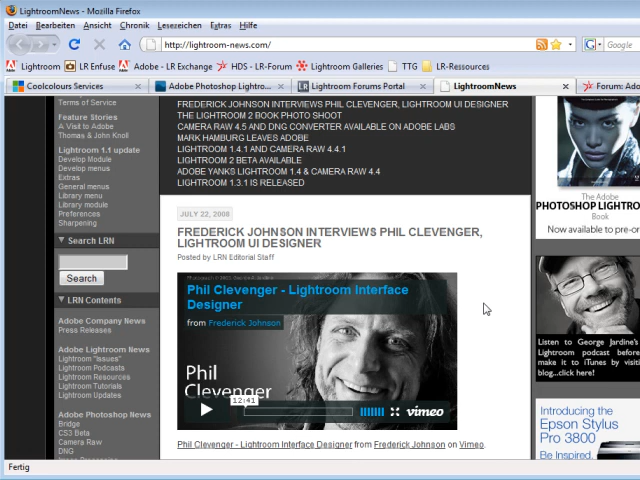 LightroomNews - Mozilla Firefox
Datei Bearbeiten Ansicht Chronik Lesezeichen Extras Hilfe
http://lightroom-news.com/
Google
Lightroom LR Enfuse Adobe - LR Exchange HDS - LR-Forum Lightroom Galleries TTG LR-Ressources
Coolcolours Services Adobe Photoshop Lightro... Lightroom Forums Portal LightroomNews Forum: Ado
Terms of Service
Feature Stories
A Visit to Adobe
Thomas & John Knoll
Lightroom 1.1 update
Develop Module
Develop menus
Extras
General menus
Library menu
Library module
Preferences
Sharpening
Search LRN
Search
LRN Contents
Adobe Company News
Press Releases
Adobe Lightroom News
Lightroom "Issues"
Lightroom Podcasts
Lightroom Resources
Lightroom Tutorials
Lightroom Updates
Adobe Photoshop News
Bridge
CS3 Beta
Camera Raw
DNG
FREDERICK JOHNSON INTERVIEWS PHIL CLEVENGER, LIGHTROOM UI DESIGNER
THE LIGHTROOM 2 BOOK PHOTO SHOOT
CAMERA RAW 4.5 AND DNG CONVERTER AVAILABLE ON ADOBE LABS
MARK HAMBURG LEAVES ADOBE
LIGHTROOM 1.4.1 AND CAMERA RAW 4.4.1
LIGHTROOM 2 BETA AVAILABLE
ADOBE YANKS LIGHTROOM 1.4 & CAMERA RAW 4.4
LIGHTROOM 1.3.1 IS RELEASED
JULY 22, 2008
FREDERICK JOHNSON INTERVIEWS PHIL CLEVENGER,
LIGHTROOM UI DESIGNER
Posted by LRN Editorial Staff
Phil Clevenger - Lightroom Interface
Designer
from Frederick Johnson
Phil
Clevenger
12:41
vimeo
Phil Clevenger - Lightroom Interface Designer from Frederick Johnson on Vimeo.
The Adobe
PHOTOSHOP LIGHTRO
Book
Now available to pre-or
Listen to George Jardine's
Lightroom podcast before
make it to iTunes by visiti
blog...click here!
Introducing the
Epson Stylus
Pro 3800
Be Inspired.
Fertig